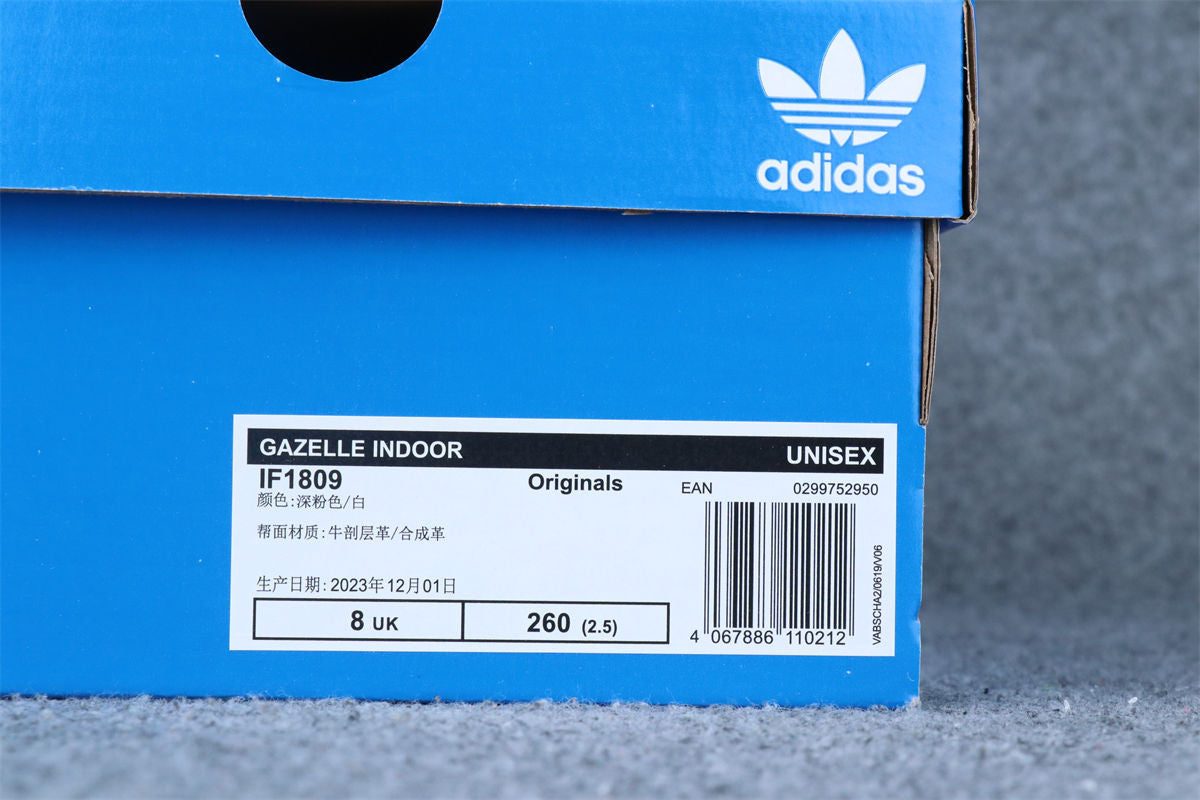 adidas
GAZELLE INDOOR UNISEX
IF1809 Originals EAN 0299752950
颜色:深粉色/白
帮面材质:牛剖层革/合成革
生产日期:2023年12月01日
8 UK 260 (2.5)
4 067886 110212
VABSCHA2/0619/V06